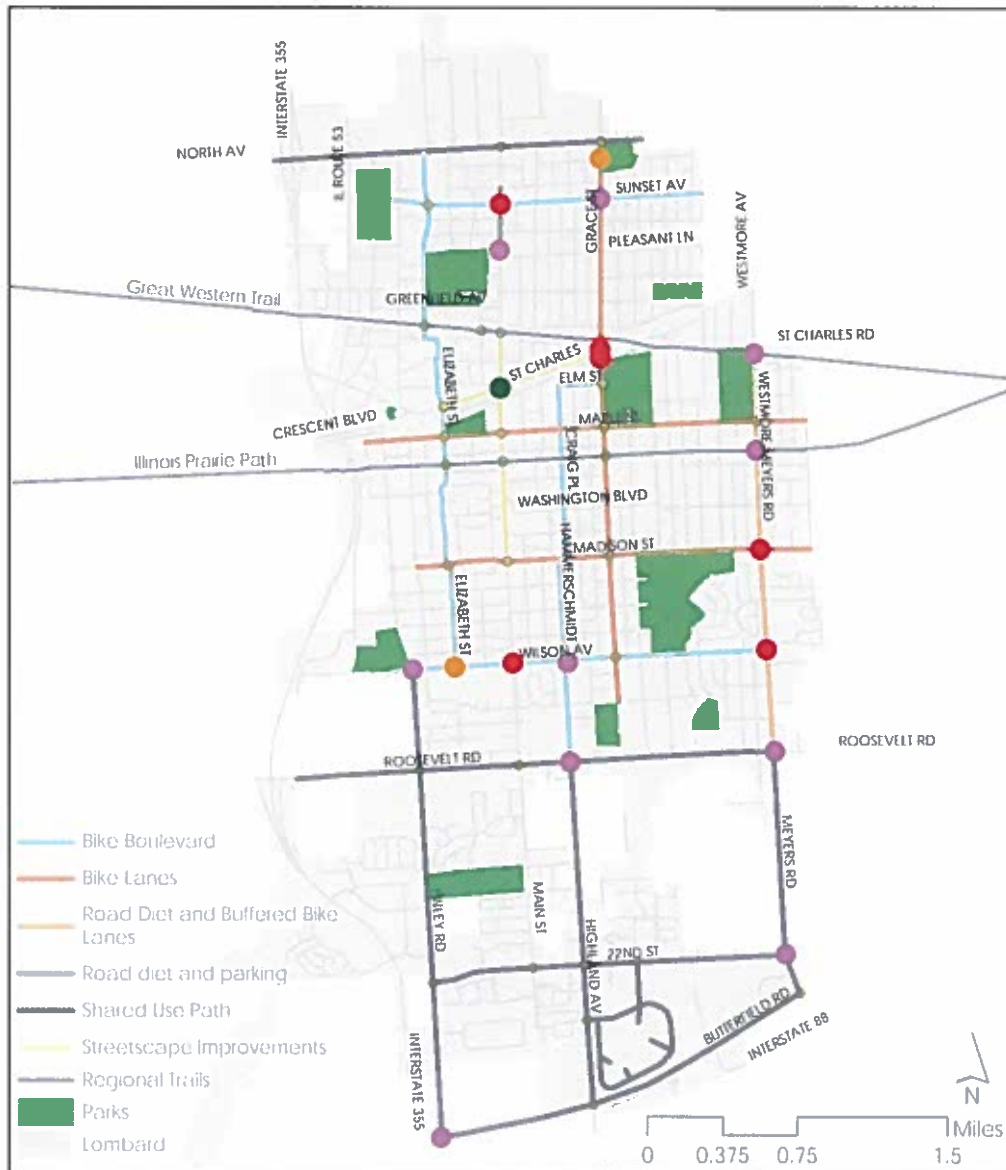 INTERSTATE 355
IL ROUTE 53
NORTH AV
SUNSET AV
GRACE ST
PLEASANT LN
WESTMORE AV
Great Western Trail
GREENFIELD AV
ST CHARLES RD
ST CHARLES
ELIZABETH ST
ELM ST
CRESCENT BLVD
CRAIG PL
WESTMORE MEYERS RD
Illinois Prairie Path
WASHINGTON BLVD
MADISON ST
HAMMERSCHMIDT
ELIZABETH ST
WILSON AV
ROOSEVELT RD
ROOSEVELT RD
MEYERS RD
MAIN ST
HIGHLAND AV
22ND ST
BUTTERFIELD RD
INTERSTATE 88
INTERSTATE 355
Bike Boulevard
Bike Lanes
Road Diet and Buffered Bike
Lanes
Road diet and parking
Shared Use Path
Streetscape Improvements
Regional Trails
Parks
Lombard
N
Miles
0 0.375 0.75 1.5